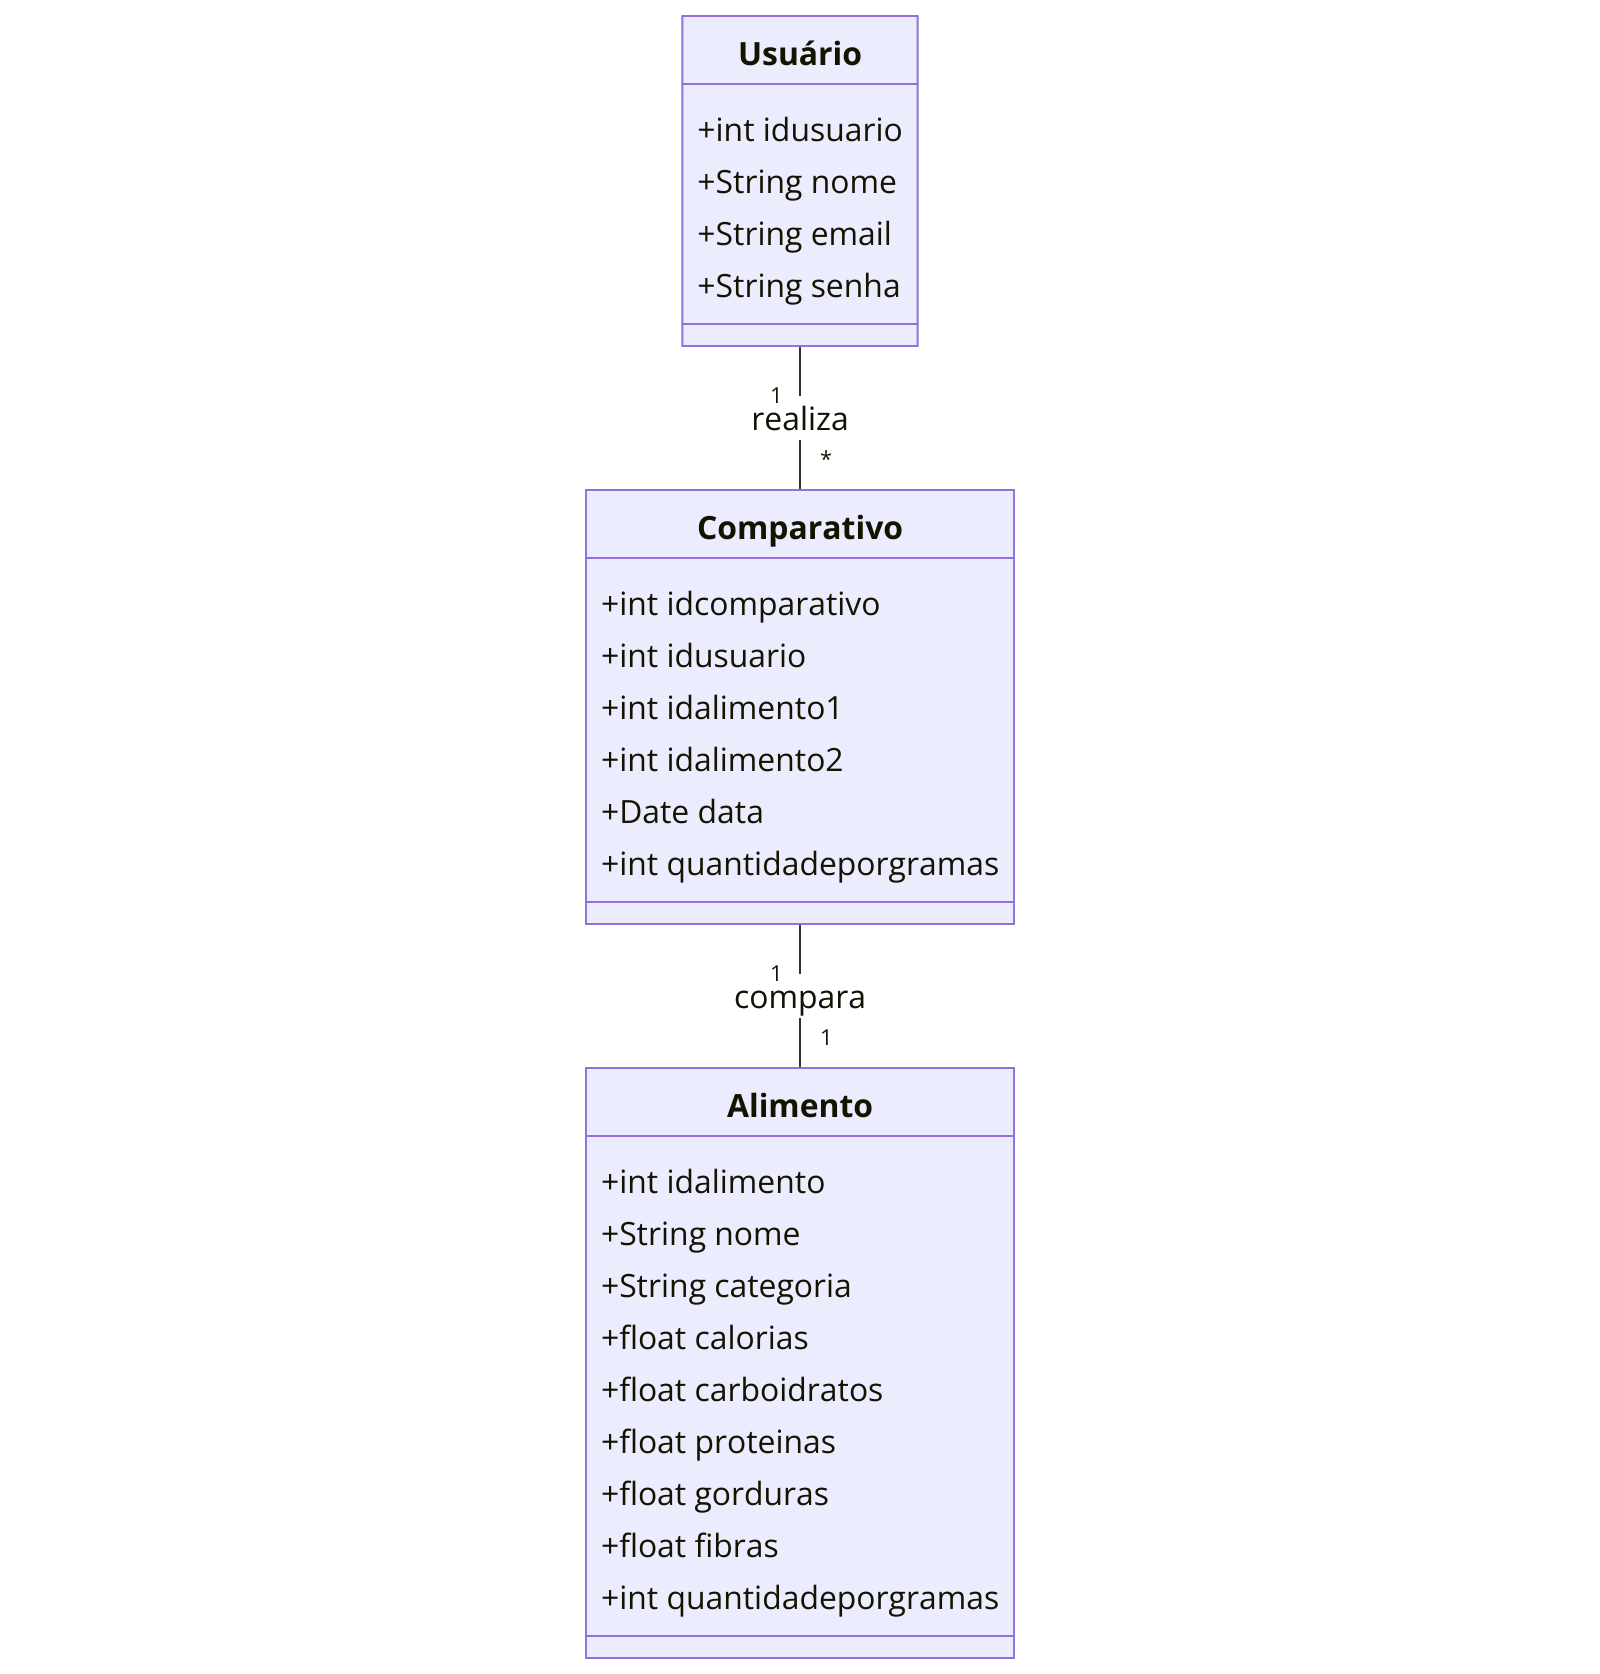 Usuário
+int idusuario
+String nome
+String email
+String senha
1
realiza
*
Comparativo
+int idcomparativo
+int idusuario
+int idalimento1
+int idalimento2
+Date data
+int quantidadeporgramas
1
compara
1
Alimento
+int idalimento
+String nome
+String categoria
+float calorias
+float carboidratos
+float proteinas
+float gorduras
+float fibras
+int quantidadeporgramas